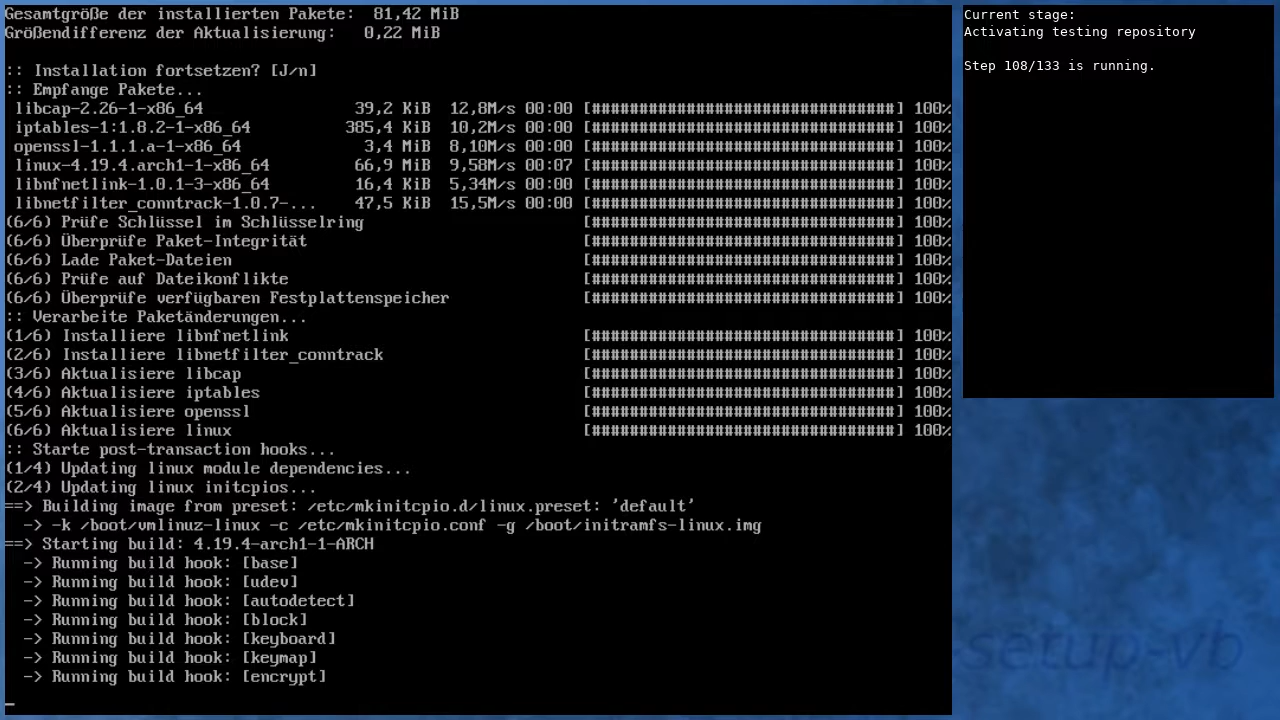 Gesamtgröße der installierten Pakete:  81,42 MiB
Größendifferenz der Aktualisierung:   0,22 MiB

:: Installation fortsetzen? [J/n]
:: Empfange Pakete...
 libcap-2.26-1-x86_64                39,2 KiB  12,8M/s 00:00 [################################] 100%
 iptables-1:1.8.2-1-x86_64          385,4 KiB  10,2M/s 00:00 [################################] 100%
 openssl-1.1.1.a-1-x86_64             3,4 MiB  8,10M/s 00:00 [################################] 100%
 linux-4.19.4.arch1-1-x86_64         66,9 MiB  9,58M/s 00:07 [################################] 100%
 libnfnetlink-1.0.1-3-x86_64         16,4 KiB  5,34M/s 00:00 [################################] 100%
 libnetfilter_conntrack-1.0.7-...    47,5 KiB  15,5M/s 00:00 [################################] 100%
(6/6) Prüfe Schlüssel im Schlüsselring                       [################################] 100%
(6/6) Überprüfe Paket-Integrität                             [################################] 100%
(6/6) Lade Paket-Dateien                                     [################################] 100%
(6/6) Prüfe auf Dateikonflikte                               [################################] 100%
(6/6) Überprüfe verfügbaren Festplattenspeicher              [################################] 100%
:: Verarbeite Paketänderungen...
(1/6) Installiere libnfnetlink                               [################################] 100%
(2/6) Installiere libnetfilter_conntrack                     [################################] 100%
(3/6) Aktualisiere libcap                                    [################################] 100%
(4/6) Aktualisiere iptables                                  [################################] 100%
(5/6) Aktualisiere openssl                                   [################################] 100%
(6/6) Aktualisiere linux                                     [################################] 100%
:: Starte post-transaction hooks...
(1/4) Updating linux module dependencies...
(2/4) Updating linux initcpios...
==> Building image from preset: /etc/mkinitcpio.d/linux.preset: 'default'
  -> -k /boot/vmlinuz-linux -c /etc/mkinitcpio.conf -g /boot/initramfs-linux.img
==> Starting build: 4.19.4-arch1-1-ARCH
  -> Running build hook: [base]
  -> Running build hook: [udev]
  -> Running build hook: [autodetect]
  -> Running build hook: [block]
  -> Running build hook: [keyboard]
  -> Running build hook: [keymap]
  -> Running build hook: [encrypt]
_
Current stage:
Activating testing repository

Step 108/133 is running.
setup-vb